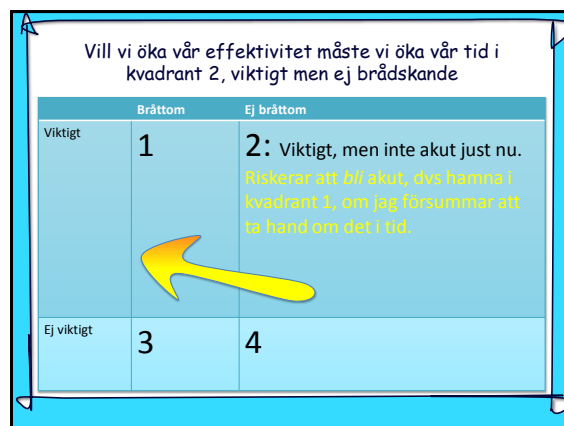 Vill vi öka vår effektivitet måste vi öka vår tid i
kvadrant 2, viktigt men ej brådskande
Bråttom
Ej bråttom
Viktigt
1
2: Viktigt, men inte akut just nu.
Riskerar att bli akut, dvs hamna i
kvadrant 1, om jag försummar att
ta hand om det i tid.
Ej viktigt
3
4